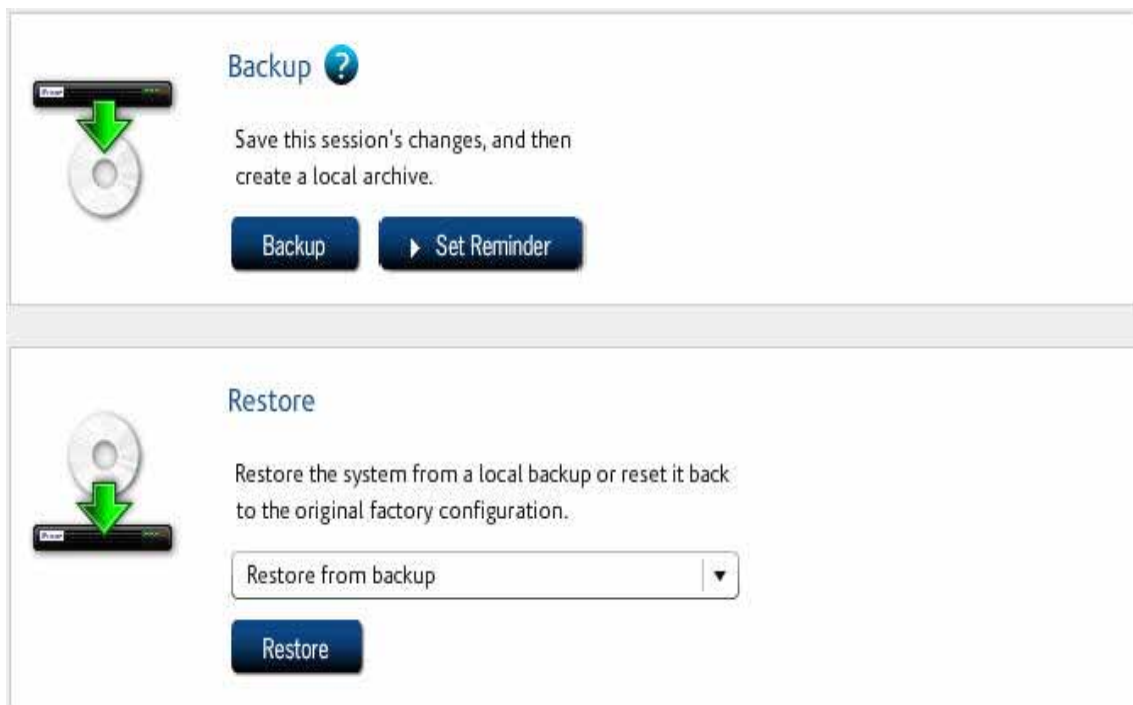 Backup ?
Save this session's changes, and then
create a local archive.
Backup
Set Reminder
Restore
Restore the system from a local backup or reset it back
to the original factory configuration.
Restore from backup
Restore